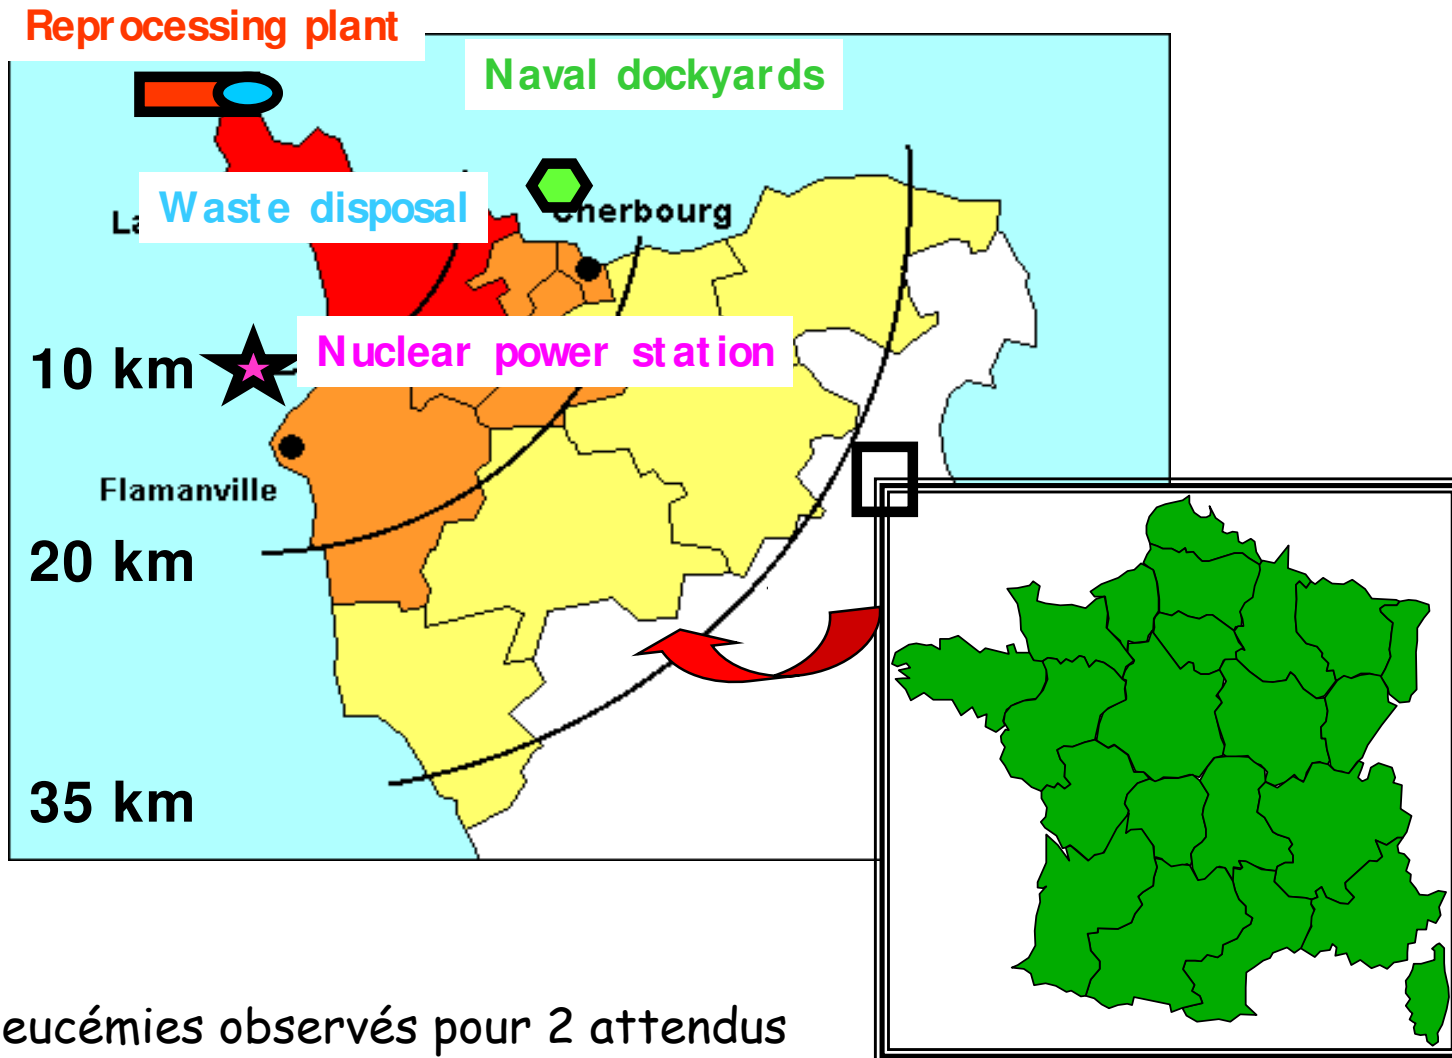 Reprocessing plant
Naval dockyards
Waste disposal
Cherbourg
Nuclear power station
10 km
Flamanville
20 km
35 km
eucémies observés pour 2 attendus